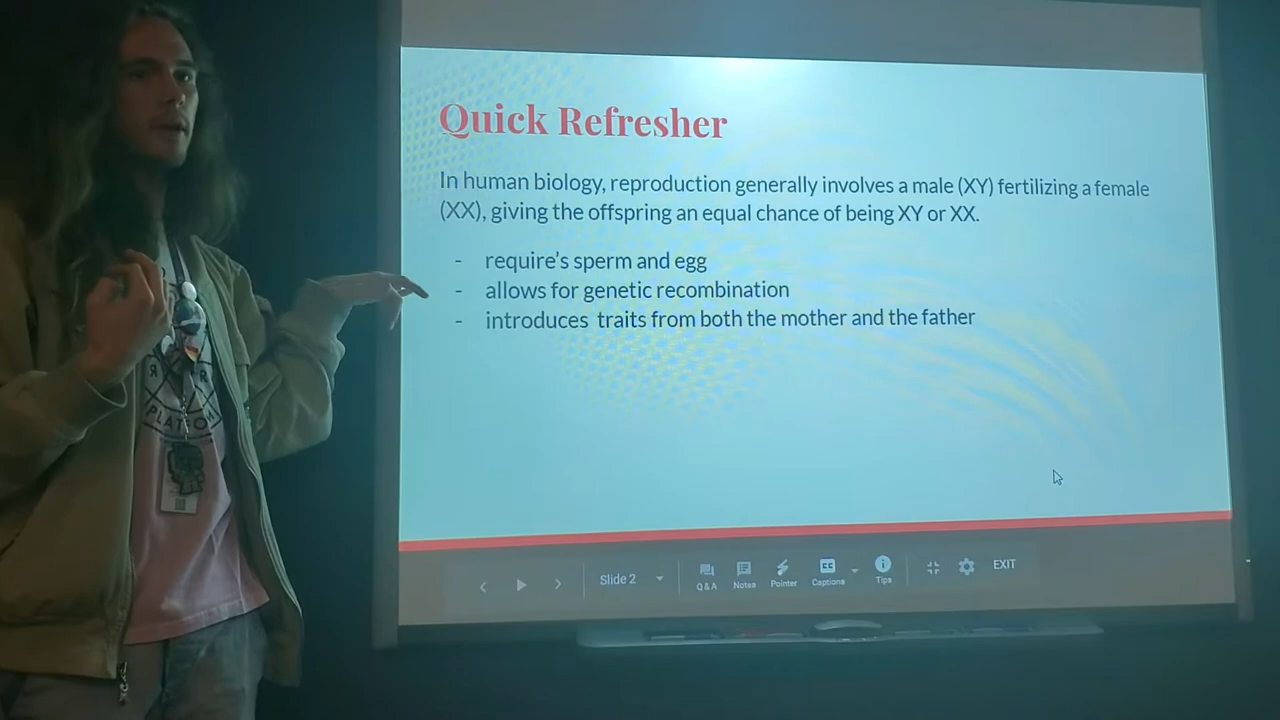 Quick Refresher
In human biology, reproduction generally involves a male (XY) fertilizing a female
(XX), giving the offspring an equal chance of being XY or XX.
- require's sperm and egg
- allows for genetic recombination
- introduces traits from both the mother and the father
PLATFORM
Slide 2
Q & A
Notes
Pointer
CC
Captions
Tips
EXIT